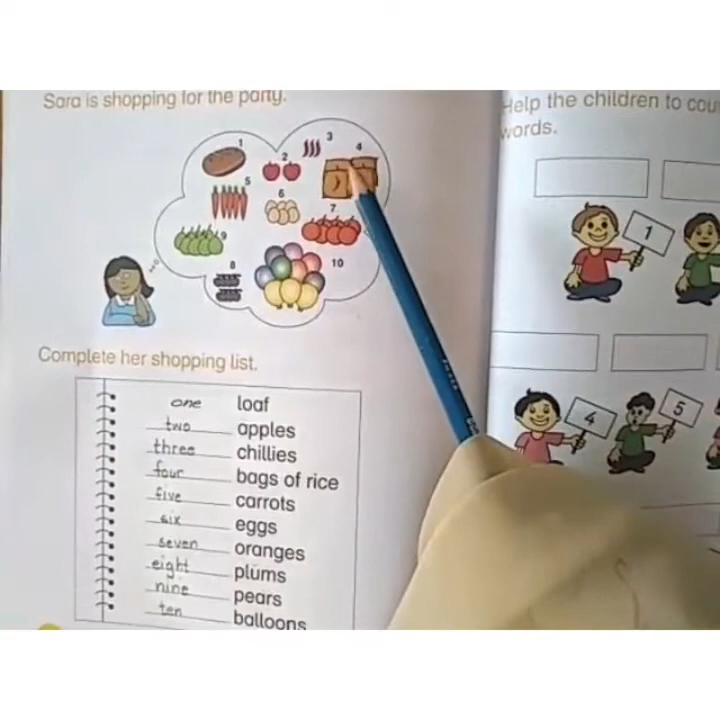 Sara is shopping for the party.
1
2
3
4
5
6
7
9
8
10
Complete her shopping list.
one loaf
two apples
three chillies
four bags of rice
five carrots
six eggs
seven oranges
eight plums
nine pears
ten balloons
Help the children to cou
words.
1
4
5